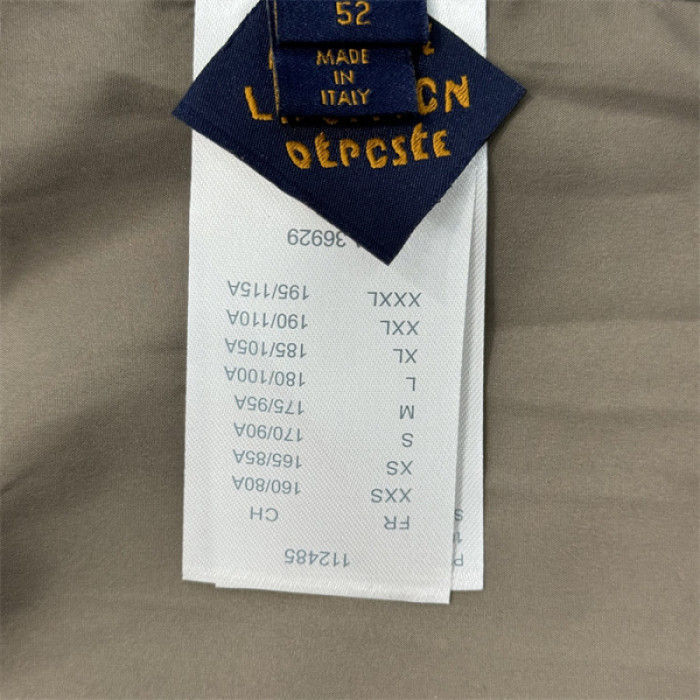 52
MADE
IN
ITALY
DÉPOSÉE
112485
FR CH
XXS 160/80A
XS 165/85A
S 170/90A
M 175/95A
L 180/100A
XL 185/105A
XXL 190/110A
XXXL 195/115A
36929